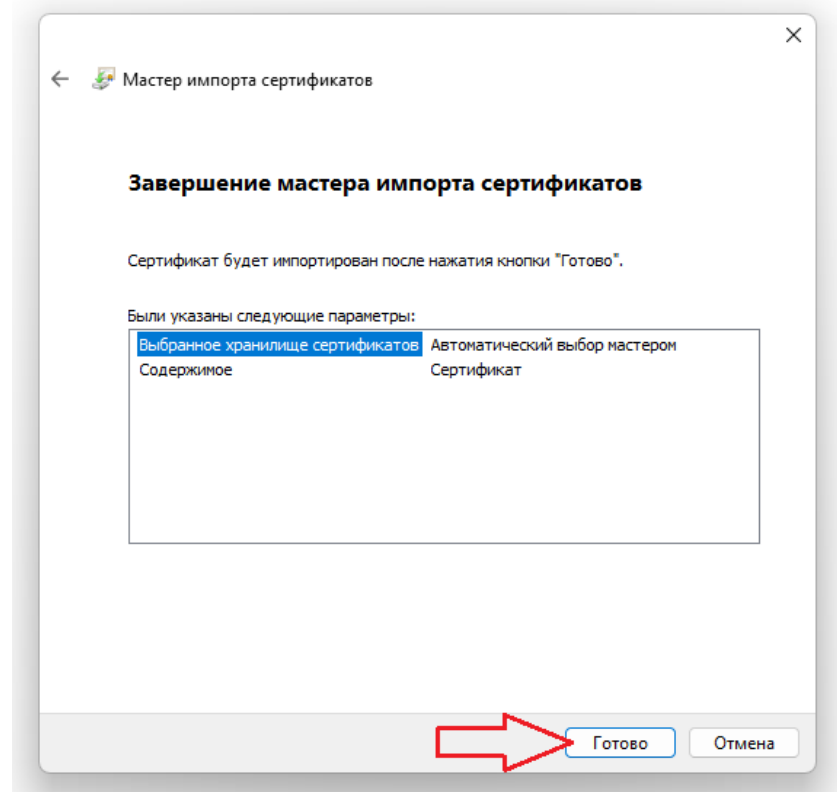 Мастер импорта сертификатов
Завершение мастера импорта сертификатов
Сертификат будет импортирован после нажатия кнопки "Готово".
Были указаны следующие параметры:
Выбранное хранилище сертификатов Автоматический выбор мастером
Содержимое Сертификат
Готово Отмена